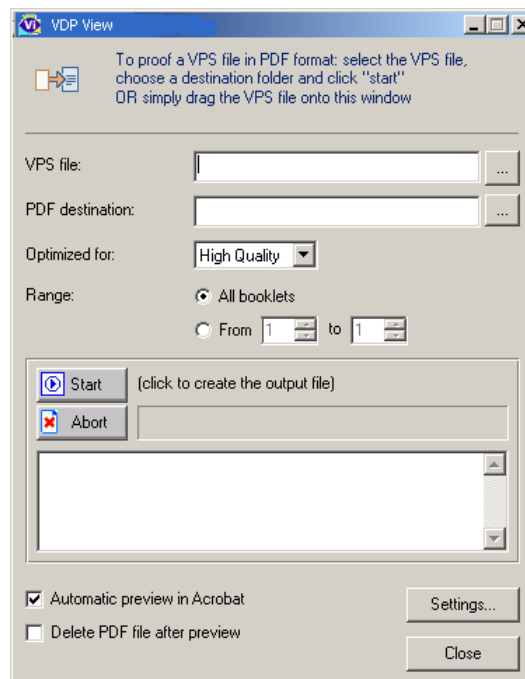 Vi VDP View
To proof a VPS file in PDF format: select the VPS file,
choose a destination folder and click "start"
OR simply drag the VPS file onto this window
VPS file:
...
PDF destination:
...
Optimized for: High Quality
Range: All booklets
From 1 to 1
Start (click to create the output file)
Abort
Automatic preview in Acrobat
Settings...
Delete PDF file after preview
Close